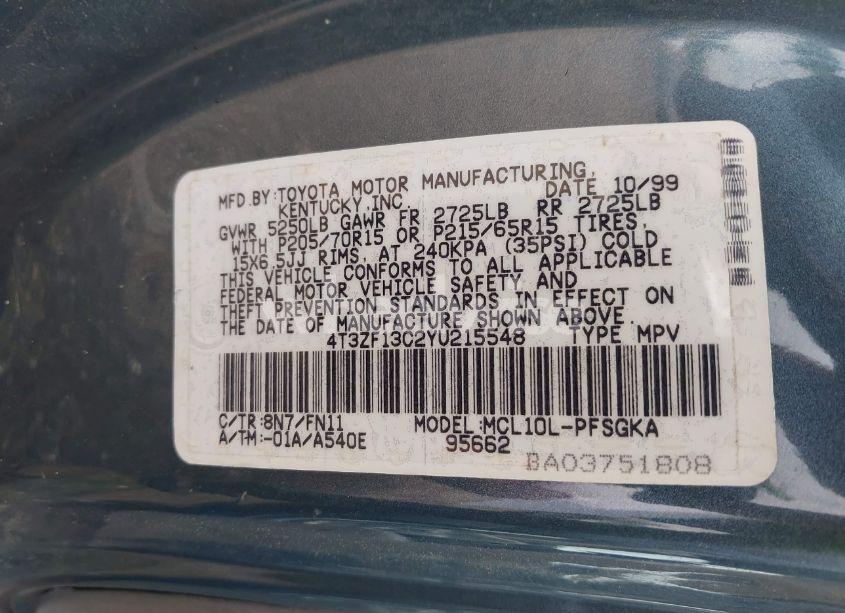 MFD.BY:TOYOTA MOTOR MANUFACTURING,
KENTUCKY,INC. DATE 10/99
GVWR 5250LB GAWR FR 2725LB RR 2725LB
WITH P205/70R15 OR P215/65R15 TIRES,
15X6.5JJ RIMS, AT 240KPA (35PSI) COLD
THIS VEHICLE CONFORMS TO ALL APPLICABLE
FEDERAL MOTOR VEHICLE SAFETY, AND
THEFT PREVENTION STANDARDS IN EFFECT ON
THE DATE OF MANUFACTURE SHOWN ABOVE.
4T3ZF13C2YU215548 TYPE MPV
C/TR:8N7/FN11 MODEL:MCL10L-PFSGKA
A/TM:-01A/A540E 95662
BA03751808